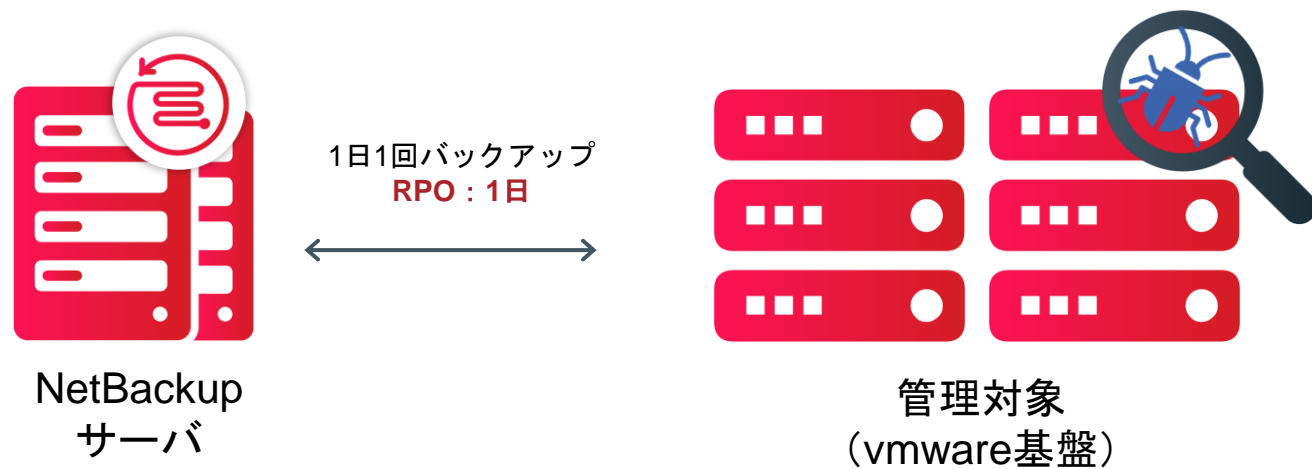 1日1回バックアップ
RPO：1日
NetBackup
サーバ
管理対象
（vmware基盤）